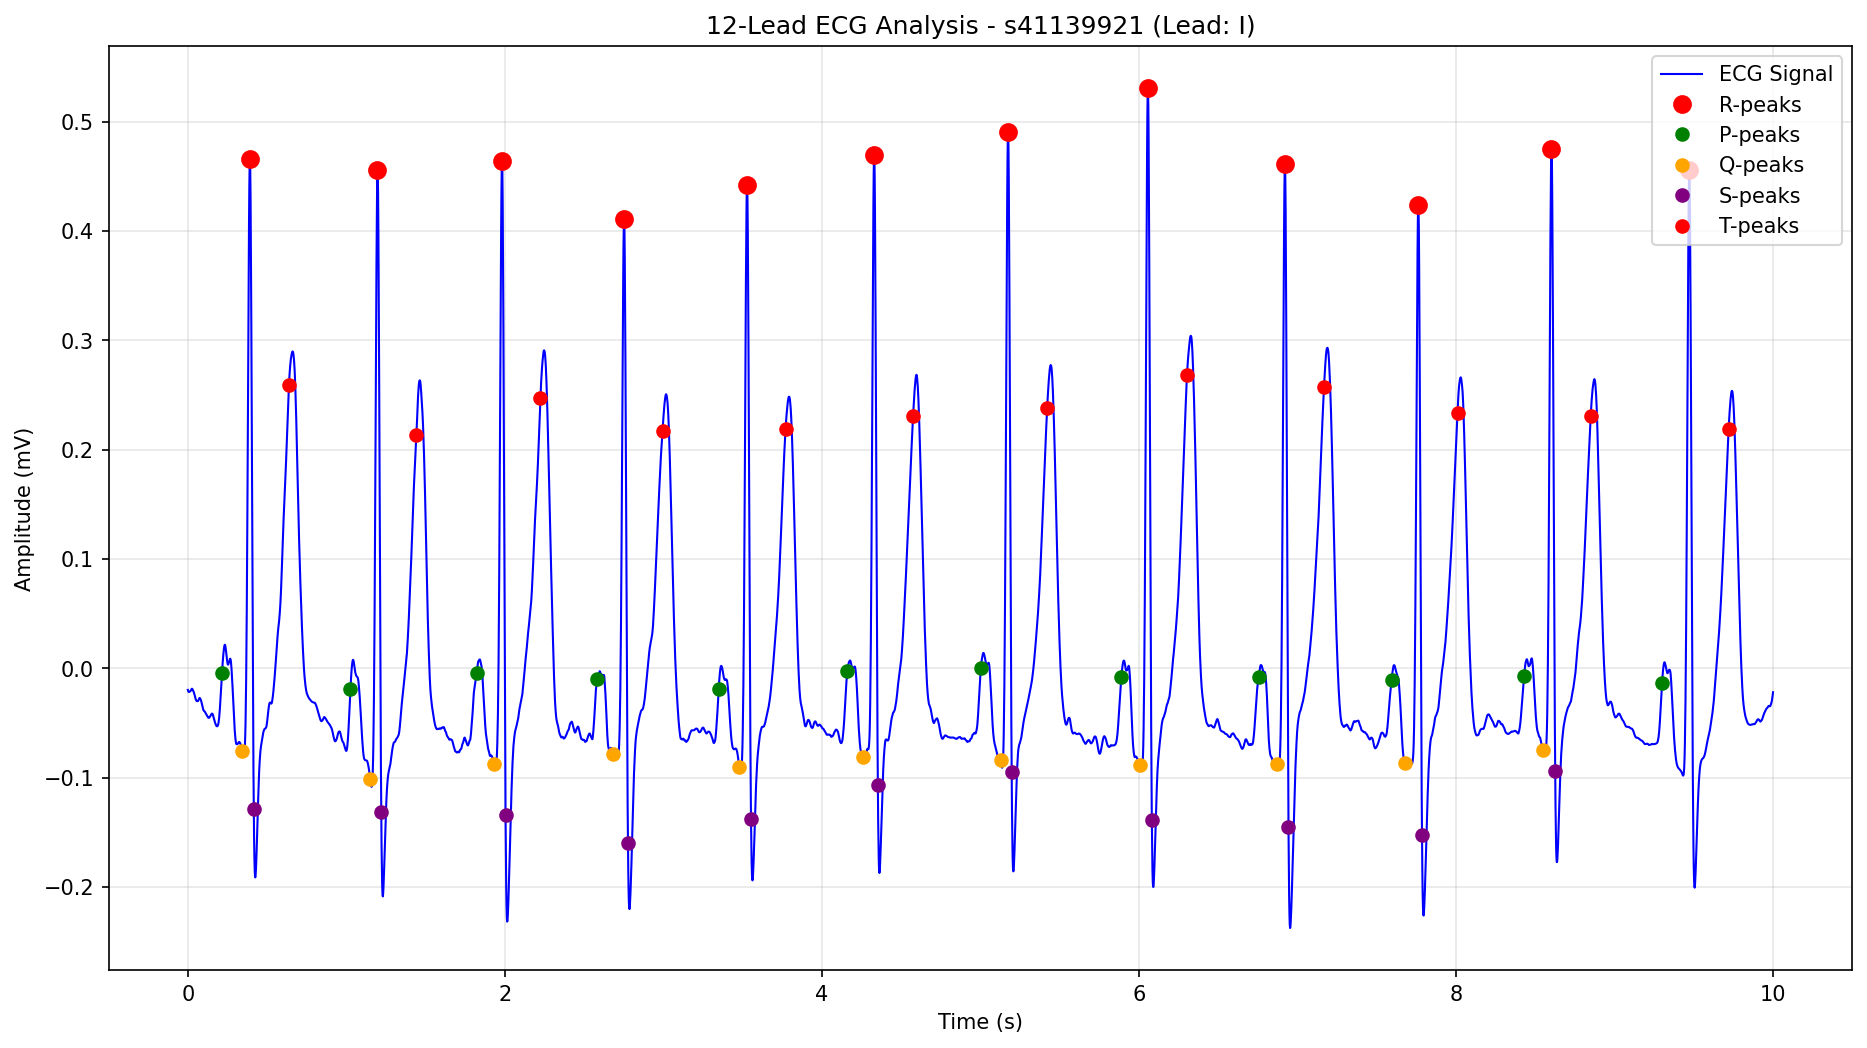 12-Lead ECG Analysis - s41139921 (Lead: I)
ECG Signal
R-peaks
P-peaks
Q-peaks
S-peaks
T-peaks
Amplitude (mV)
0.5
0.4
0.3
0.2
0.1
0.0
−0.1
−0.2
0 2 4 6 8 10
Time (s)